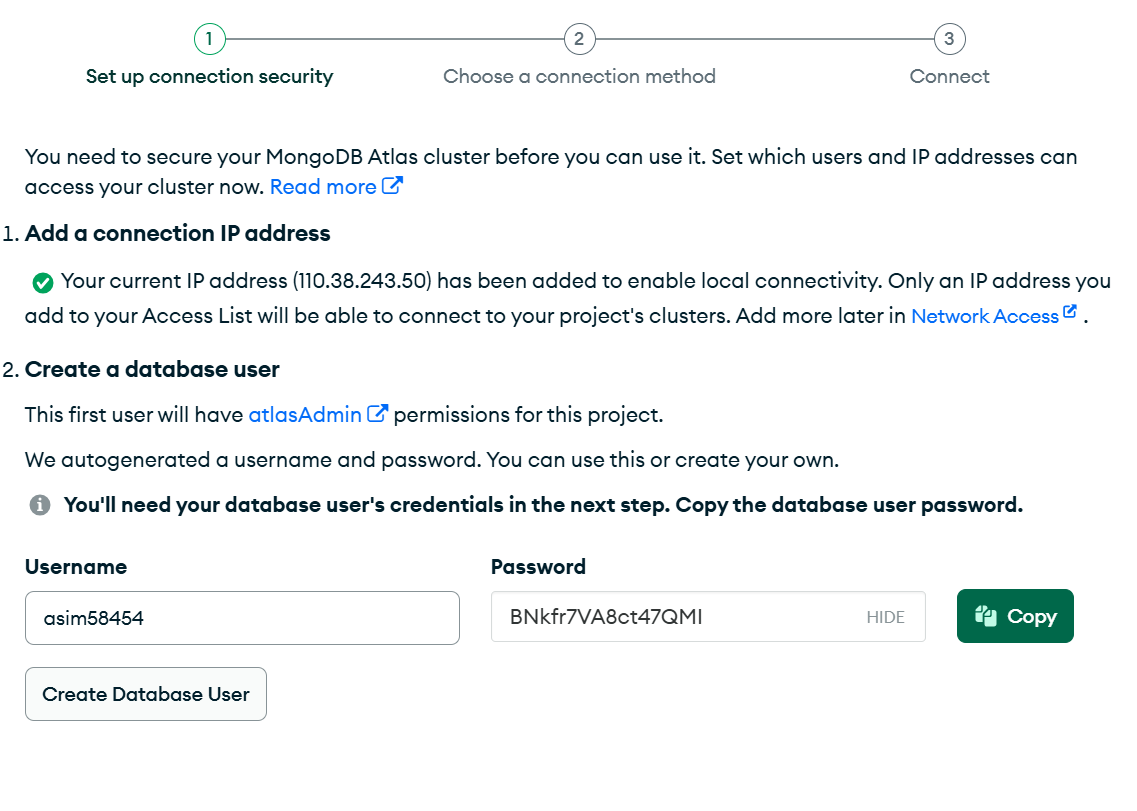 1
2
3
Set up connection security
Choose a connection method
Connect
You need to secure your MongoDB Atlas cluster before you can use it. Set which users and IP addresses can
access your cluster now. Read more
1. Add a connection IP address
Your current IP address (110.38.243.50) has been added to enable local connectivity. Only an IP address you
add to your Access List will be able to connect to your project's clusters. Add more later in Network Access .
2. Create a database user
This first user will have atlasAdmin permissions for this project.
We autogenerated a username and password. You can use this or create your own.
You'll need your database user's credentials in the next step. Copy the database user password.
Username
Password
asim58454
BNkfr7VA8ct47QMI
HIDE
Copy
Create Database User